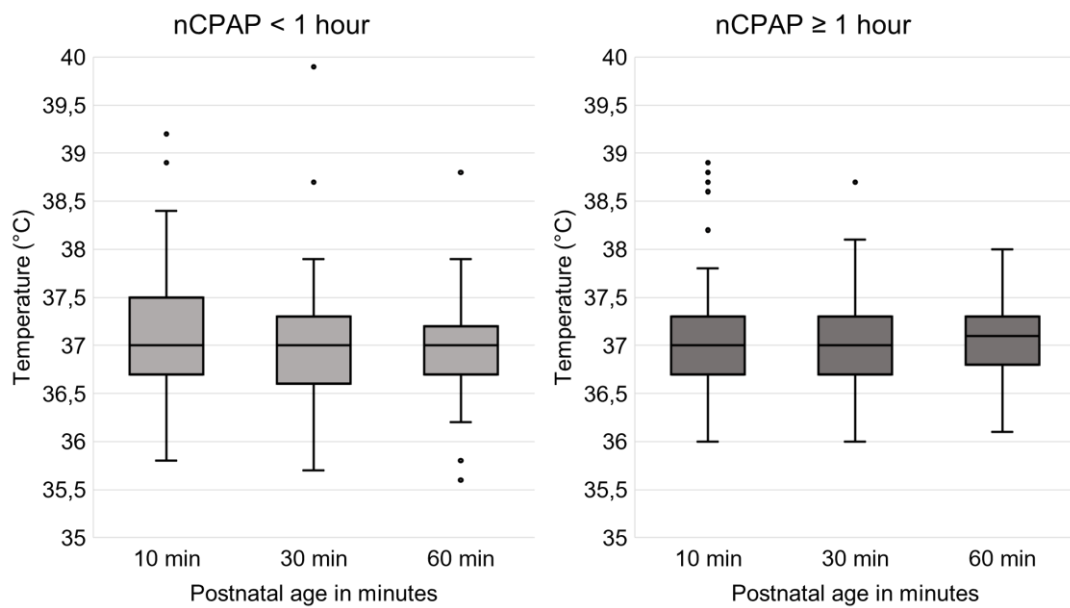 nCPAP < 1 hour
40
39,5
39
38,5
38
37,5
37
36,5
36
35,5
35
Temperature (°C)
10 min 30 min 60 min
Postnatal age in minutes
nCPAP ≥ 1 hour
40
39,5
39
38,5
38
37,5
37
36,5
36
35,5
35
Temperature (°C)
10 min 30 min 60 min
Postnatal age in minutes